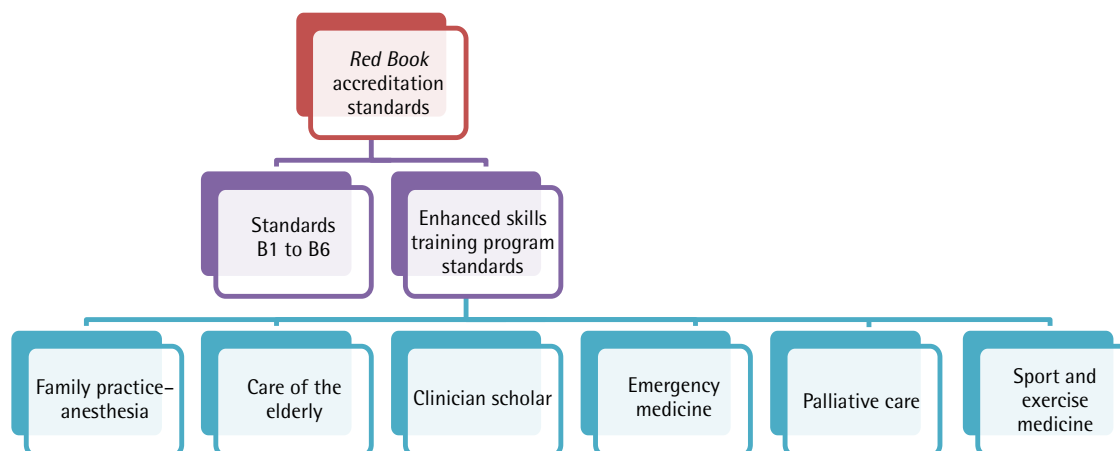 Red Book
accreditation
standards
Standards
B1 to B6
Enhanced skills
training program
standards
Family practice–
anesthesia
Care of the
elderly
Clinician scholar
Emergency
medicine
Palliative care
Sport and
exercise
medicine